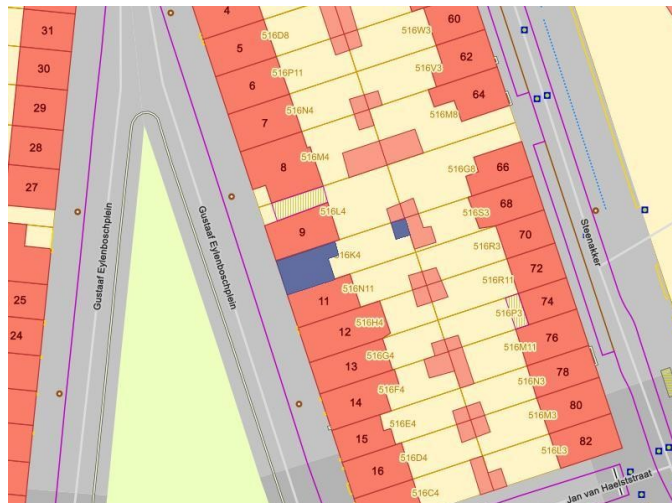 31
30
29
28
27
25
24
4
5
6
7
8
9
11
12
13
14
15
16
60
62
64
66
68
70
72
74
76
78
80
82
516D8
516P11
516N4
516M4
516L4
516K4
516N11
516H4
516G4
516F4
516E4
516D4
516C4
516W3
516V3
516M8
516G8
516S3
516R3
516R11
516P3
516M11
516N3
516M3
516L3
Gustaaf Eylenboschplein
Gustaaf Eylenboschplein
Steenakker
Jan van Haelststraat